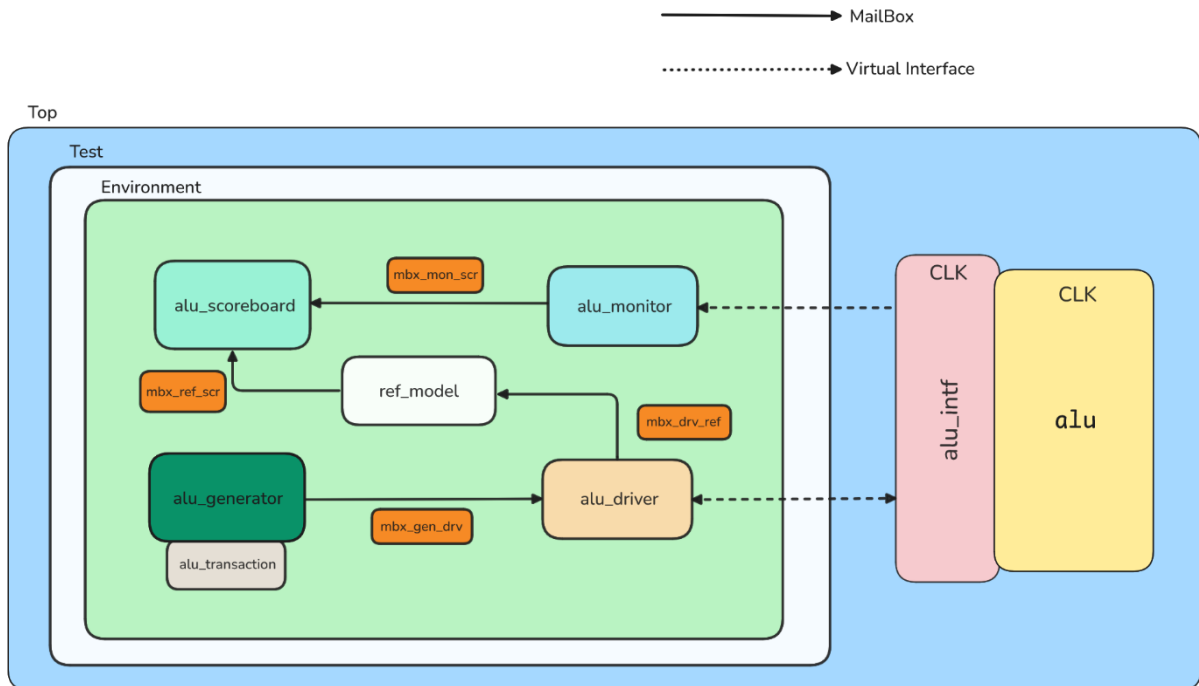 MailBox
Virtual Interface
Top
Test
Environment
mbx_mon_scr
alu_scoreboard
alu_monitor
mbx_ref_scr
ref_model
mbx_drv_ref
alu_generator
alu_driver
mbx_gen_drv
alu_transaction
CLK
alu_intf
CLK
alu